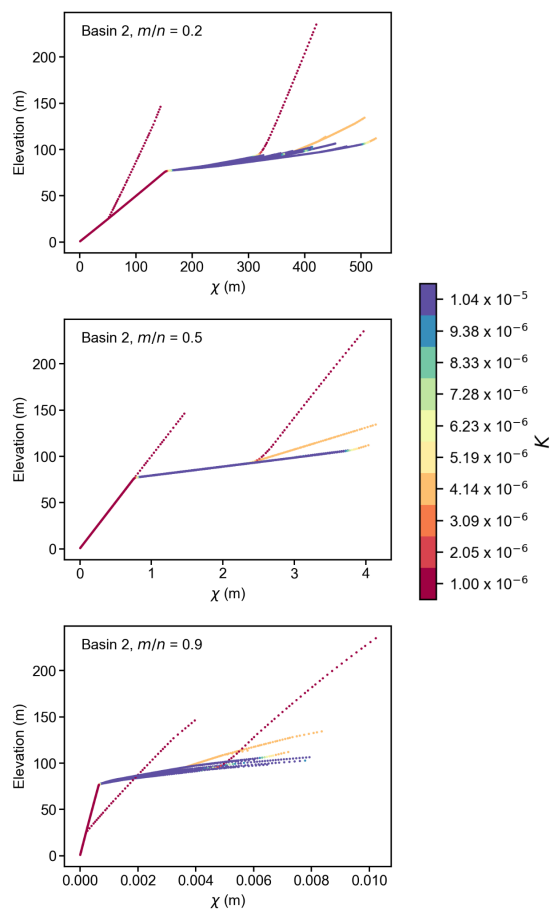 Basin 2, m/n = 0.2
Elevation (m)
200
150
100
50
0
0 100 200 300 400 500
χ (m)
Basin 2, m/n = 0.5
Elevation (m)
200
150
100
50
0
0 1 2 3 4
χ (m)
Basin 2, m/n = 0.9
Elevation (m)
200
150
100
50
0
0.000 0.002 0.004 0.006 0.008 0.010
χ (m)
1.04 x 10⁻⁵
9.38 x 10⁻⁶
8.33 x 10⁻⁶
7.28 x 10⁻⁶
6.23 x 10⁻⁶
5.19 x 10⁻⁶
4.14 x 10⁻⁶
3.09 x 10⁻⁶
2.05 x 10⁻⁶
1.00 x 10⁻⁶
K